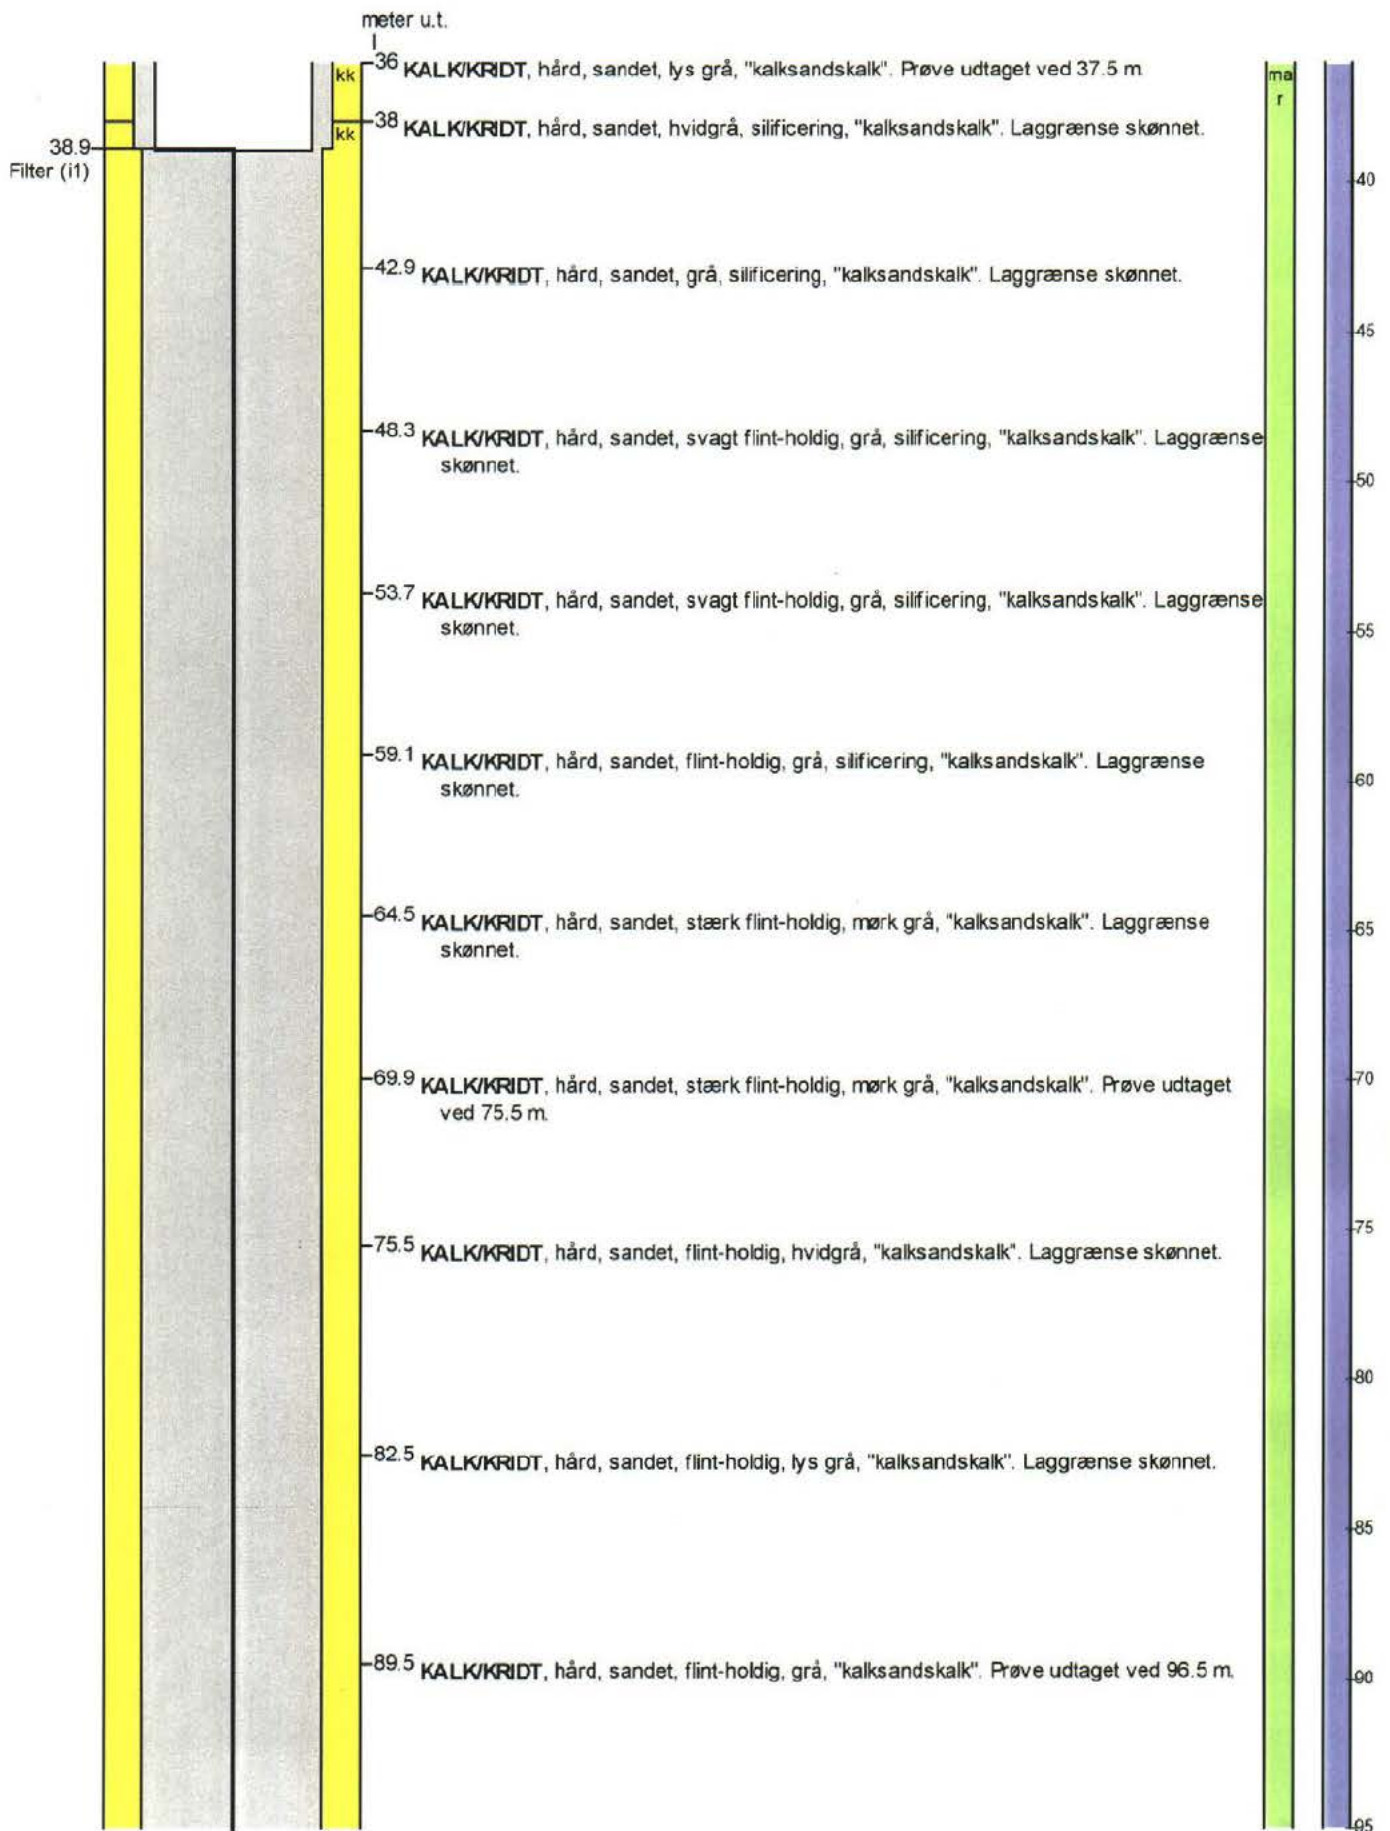 meter u.t.
36 KALK/KRIDT, hård, sandet, lys grå, "kalksandskalk". Prøve udtaget ved 37.5 m
kk
ma
r
38 KALK/KRIDT, hård, sandet, hvidgrå, silificering, "kalksandskalk". Laggrænse skønnet.
kk
38.9
Filter (i1)
40
42.9 KALK/KRIDT, hård, sandet, grå, silificering, "kalksandskalk". Laggrænse skønnet.
45
48.3 KALK/KRIDT, hård, sandet, svagt flint-holdig, grå, silificering, "kalksandskalk". Laggrænse
skønnet.
50
53.7 KALK/KRIDT, hård, sandet, svagt flint-holdig, grå, silificering, "kalksandskalk". Laggrænse
skønnet.
55
59.1 KALK/KRIDT, hård, sandet, flint-holdig, grå, silificering, "kalksandskalk". Laggrænse
skønnet.
60
64.5 KALK/KRIDT, hård, sandet, stærk flint-holdig, mørk grå, "kalksandskalk". Laggrænse
skønnet.
65
69.9 KALK/KRIDT, hård, sandet, stærk flint-holdig, mørk grå, "kalksandskalk". Prøve udtaget
ved 75.5 m.
70
75
75.5 KALK/KRIDT, hård, sandet, flint-holdig, hvidgrå, "kalksandskalk". Laggrænse skønnet.
80
82.5 KALK/KRIDT, hård, sandet, flint-holdig, lys grå, "kalksandskalk". Laggrænse skønnet.
85
89.5 KALK/KRIDT, hård, sandet, flint-holdig, grå, "kalksandskalk". Prøve udtaget ved 96.5 m.
90
95